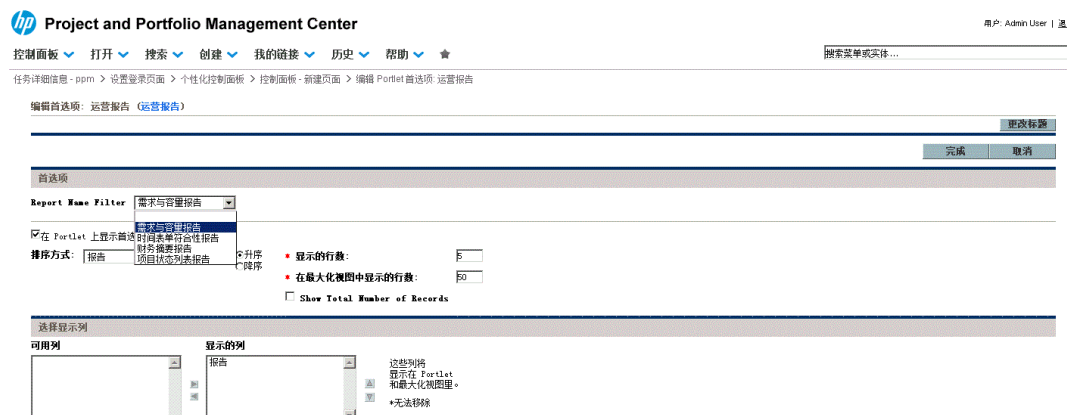 hp Project and Portfolio Management Center
用户: Admin User | 退
控制面板 打开 搜索 创建 我的链接 历史 帮助
搜索菜单或实体...
任务详细信息 - ppm > 设置登录页面 > 个性化控制面板 > 控制面板 - 新建页面 > 编辑 Portlet 首选项: 运营报告
编辑首选项: 运营报告 (运营报告)
更改标题
完成 取消
首选项
Report Name Filter 需求与容量报告
需求与容量报告
时间表单符合性报告
财务摘要报告
项目状态列表报告
在 Portlet 上显示首选
排序方式: 报告 升序
降序
* 显示的行数: 5
* 在最大化视图中显示的行数: 50
Show Total Number of Records
选择显示列
可用列 显示的列
报告
这些列将
显示在 Portlet
和最大化视图里。
*无法移除